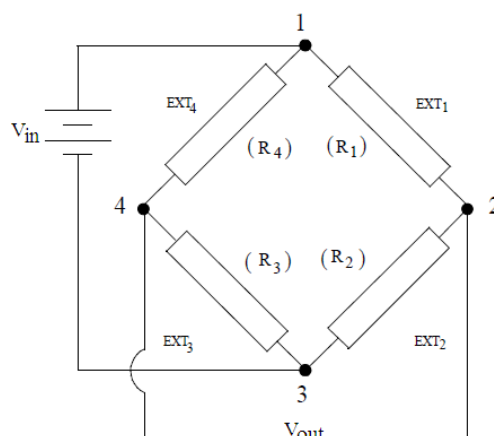 1
EXT4
EXT1
Vin
(R4)
(R1)
4
2
(R3)
(R2)
EXT3
EXT2
3
Vout